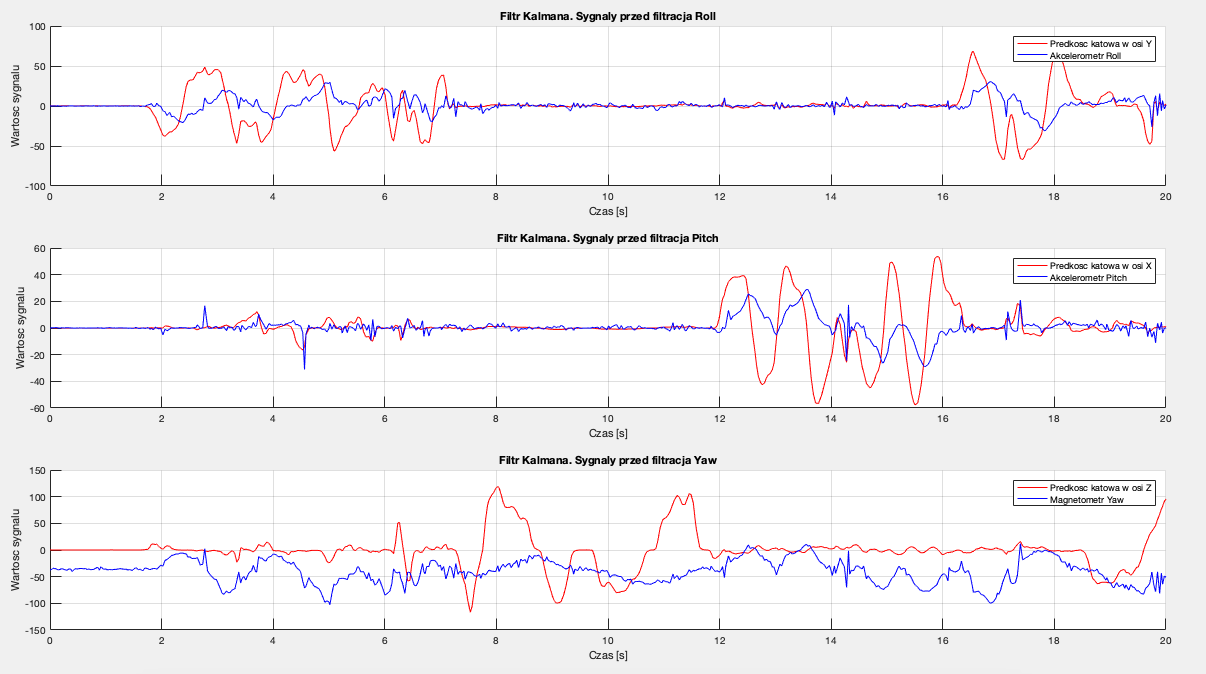 Filtr Kalmana. Sygnaly przed filtracja Roll
100
50
0
-50
-100
Wartosc sygnalu
Predkosc katowa w osi Y
Akcelerometr Roll
0 2 4 6 8 10 12 14 16 18 20
Czas [s]
Filtr Kalmana. Sygnaly przed filtracja Pitch
60
40
20
0
-20
-40
-60
Wartosc sygnalu
Predkosc katowa w osi X
Akcelerometr Pitch
0 2 4 6 8 10 12 14 16 18 20
Czas [s]
Filtr Kalmana. Sygnaly przed filtracja Yaw
150
100
50
0
-50
-100
-150
Wartosc sygnalu
Predkosc katowa w osi Z
Magnetometr Yaw
0 2 4 6 8 10 12 14 16 18 20
Czas [s]